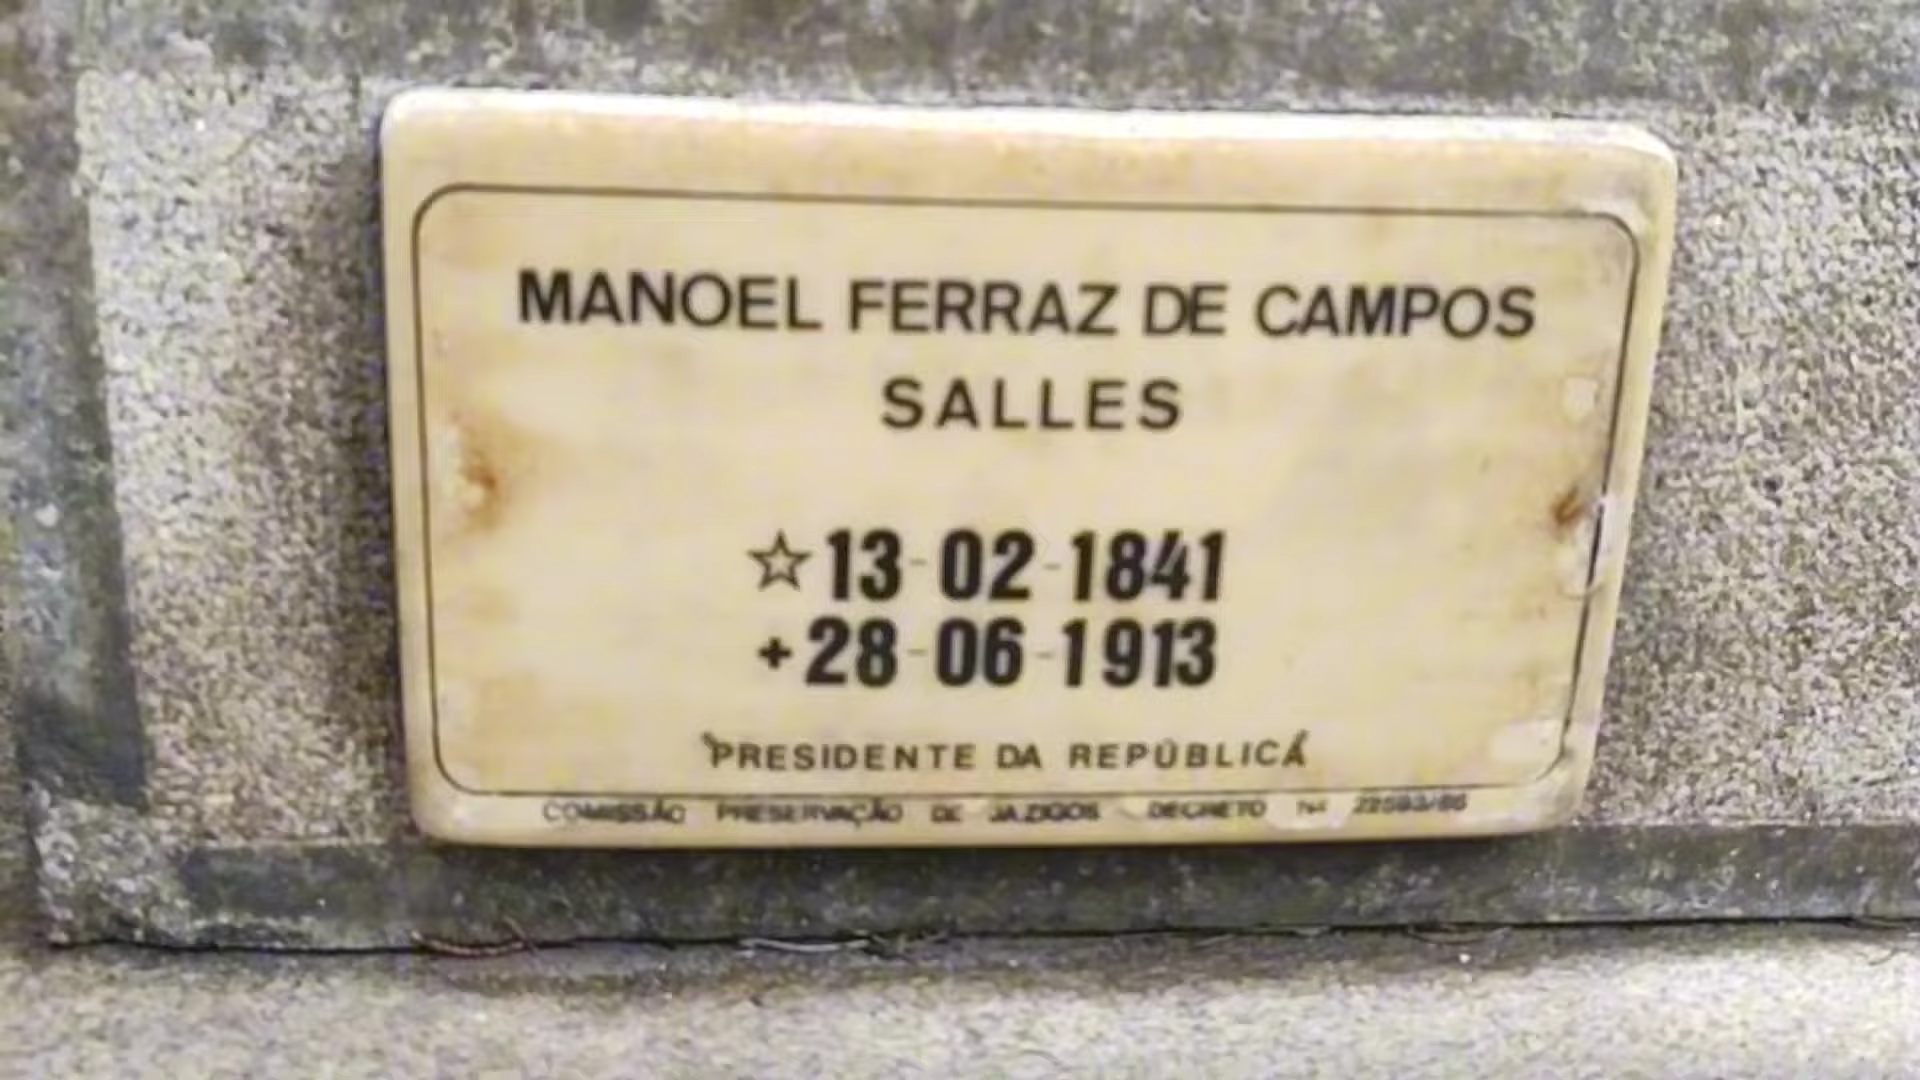 MANOEL FERRAZ DE CAMPOS
SALLES
☆13-02-1841
+28-06-1913
PRESIDENTE DA REPÚBLICA
COMISSÃO PRESERVAÇÃO DE JAZIGOS DECRETO Nº